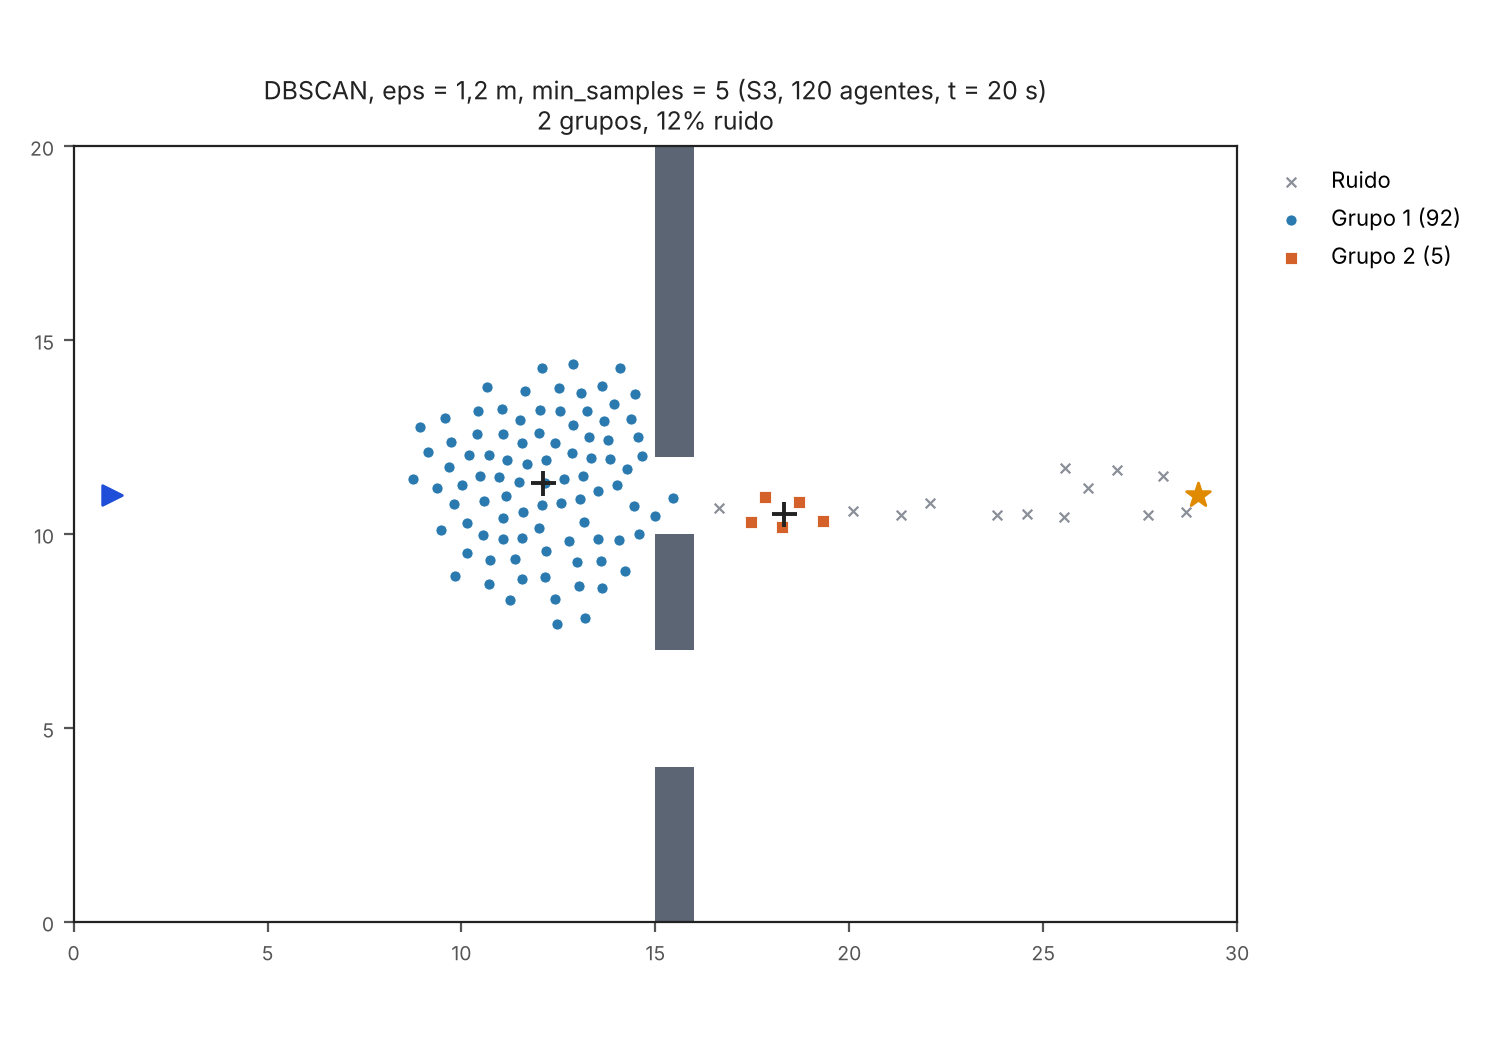 DBSCAN, eps = 1,2 m, min_samples = 5 (S3, 120 agentes, t = 20 s)
2 grupos, 12% ruido
20
15
10
5
0
0
5
10
15
20
25
30
Ruido
Grupo 1 (92)
Grupo 2 (5)